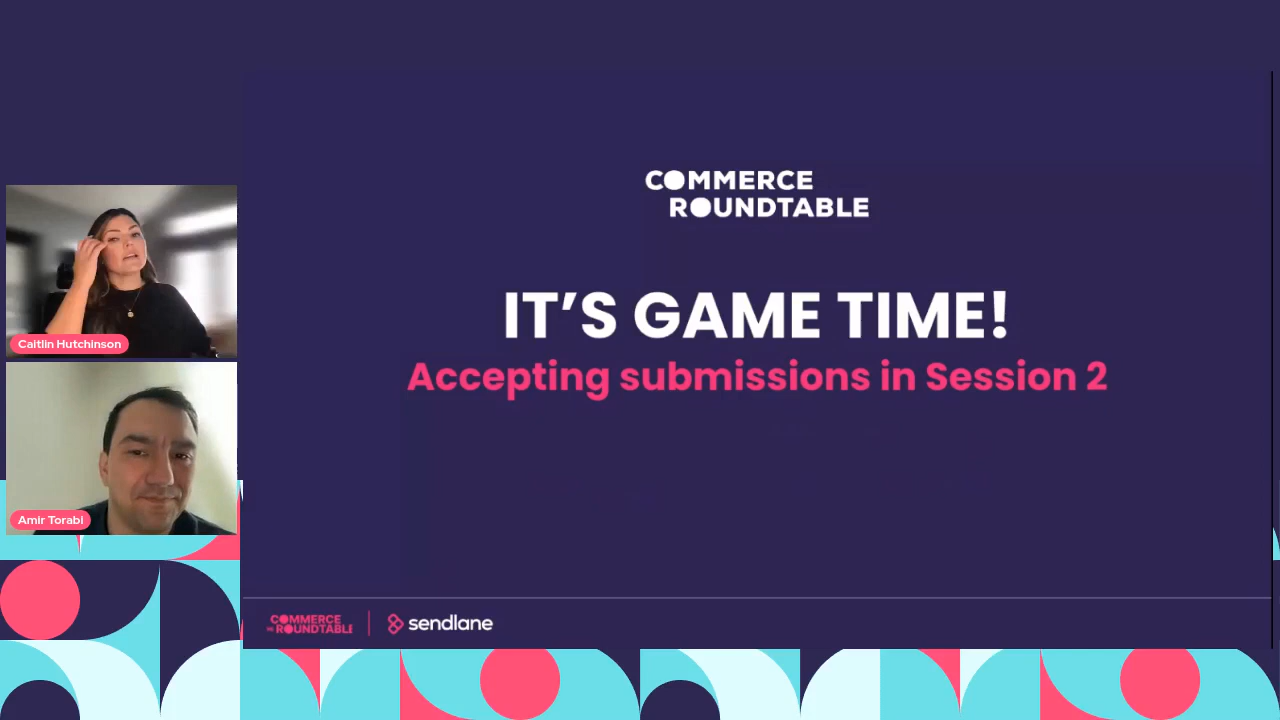 COMMERCE
ROUNDTABLE
IT'S GAME TIME!
Accepting submissions in Session 2
Caitlin Hutchinson
Amir Torabi
COMMERCE
ROUNDTABLE
sendlane